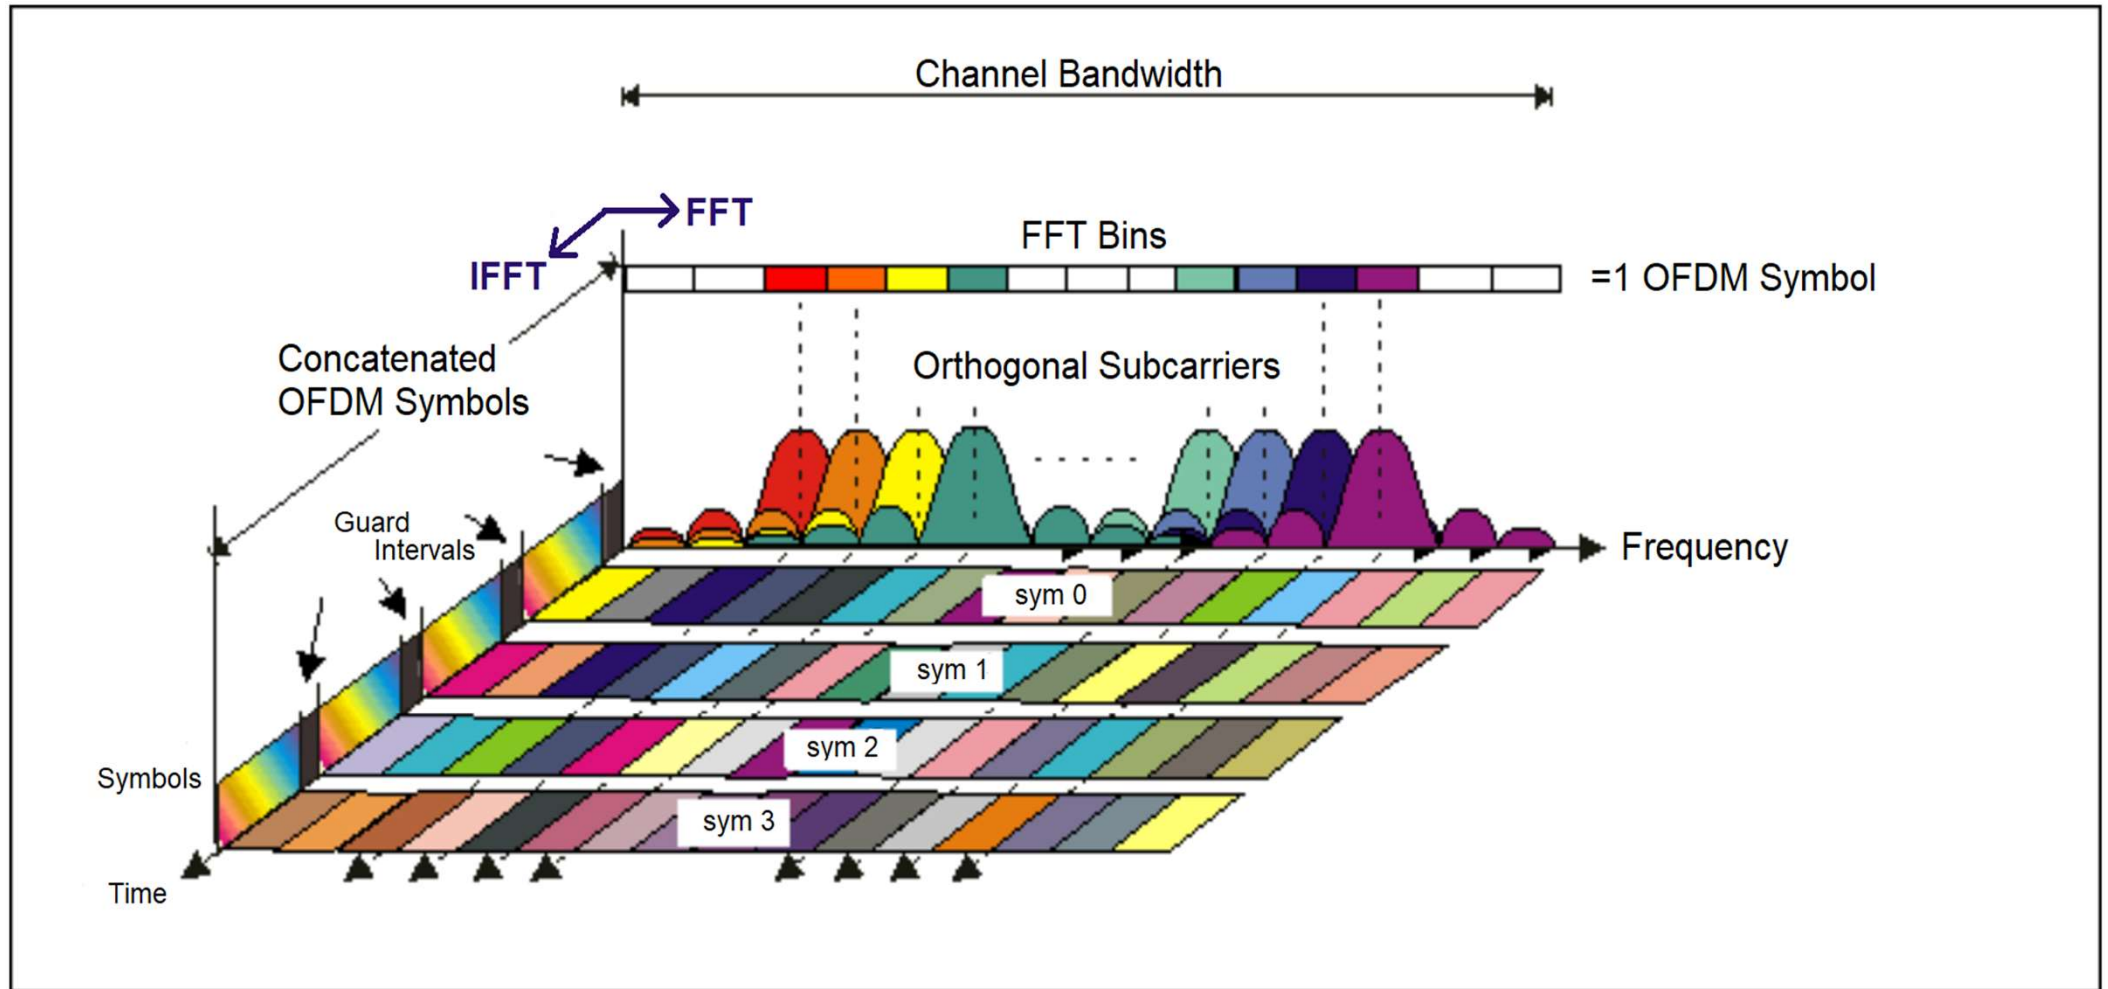 Channel Bandwidth
FFT
IFFT
FFT Bins
=1 OFDM Symbol
Concatenated
OFDM Symbols
Orthogonal Subcarriers
Guard
Intervals
Frequency
sym 0
sym 1
sym 2
Symbols
sym 3
Time